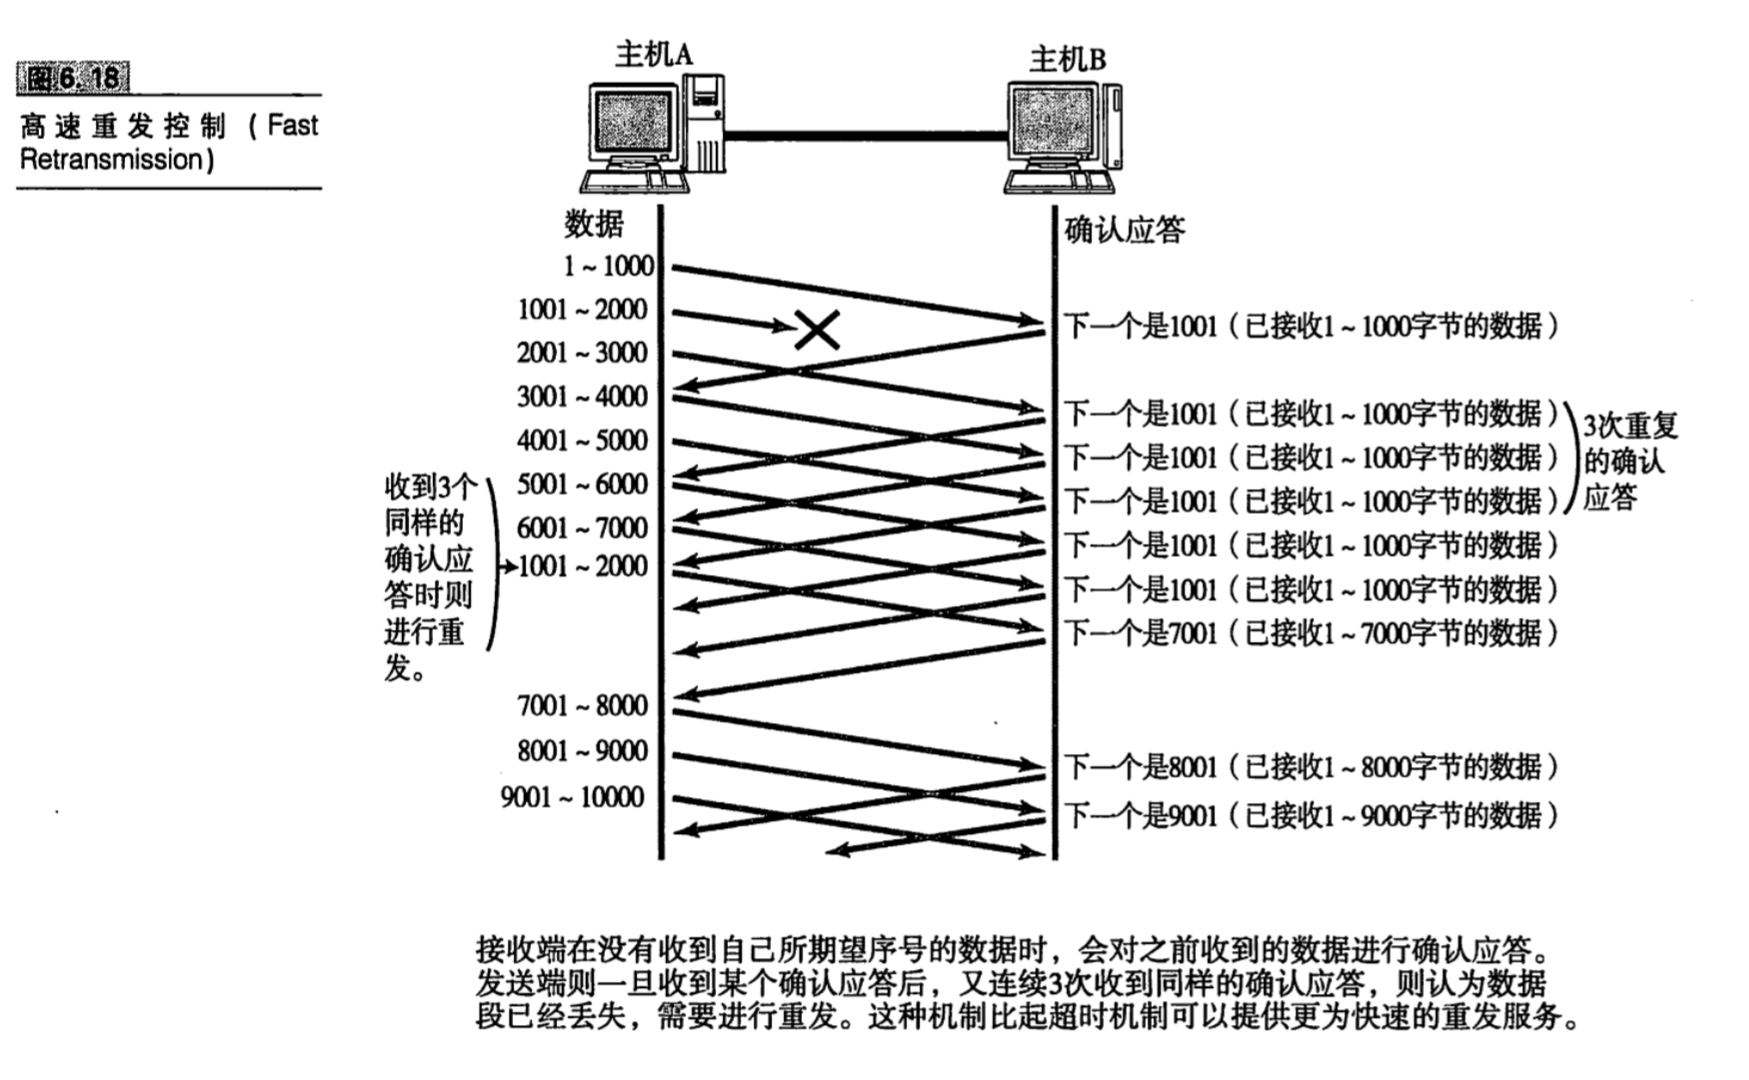 图6.18
高速重发控制（Fast
Retransmission）
主机A
主机B
数据
确认应答
1～1000
1001～2000
2001～3000
3001～4000
4001～5000
5001～6000
6001～7000
1001～2000
收到3个
同样的
确认应
答时则
进行重
发。
7001～8000
8001～9000
9001～10000
下一个是1001（已接收1～1000字节的数据）
下一个是1001（已接收1～1000字节的数据）
下一个是1001（已接收1～1000字节的数据）
下一个是1001（已接收1～1000字节的数据）
下一个是1001（已接收1～1000字节的数据）
下一个是1001（已接收1～1000字节的数据）
下一个是7001（已接收1～7000字节的数据）
3次重复
的确认
应答
下一个是8001（已接收1～8000字节的数据）
下一个是9001（已接收1～9000字节的数据）
接收端在没有收到自己所期望序号的数据时，会对之前收到的数据进行确认应答。
发送端则一旦收到某个确认应答后，又连续3次收到同样的确认应答，则认为数据
段已经丢失，需要进行重发。这种机制比起超时机制可以提供更为快速的重发服务。